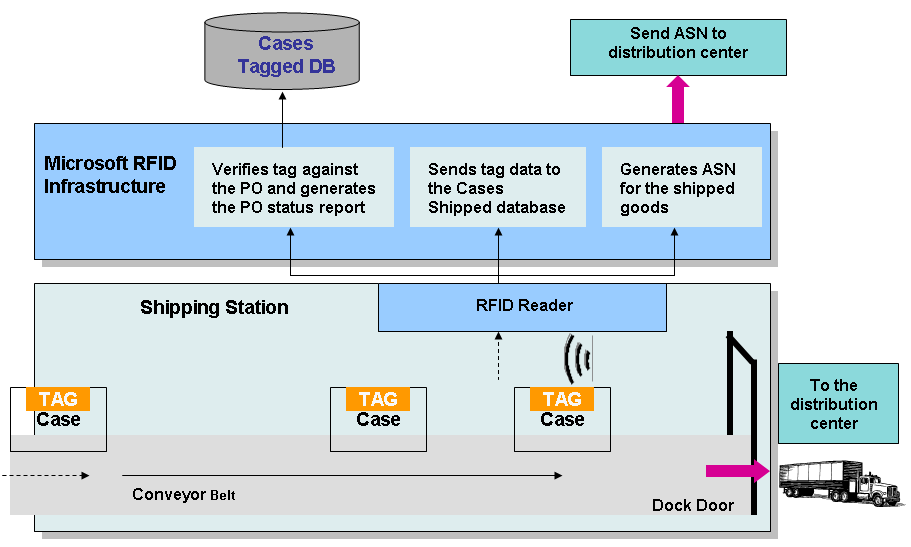 Cases
Tagged DB
Send ASN to
distribution center
Microsoft RFID
Infrastructure
Verifies tag against
the PO and generates
the PO status report
Sends tag data to
the Cases
Shipped database
Generates ASN
for the shipped
goods
Shipping Station
RFID Reader
TAG
Case
TAG
Case
TAG
Case
To the
distribution
center
Conveyor Belt
Dock Door